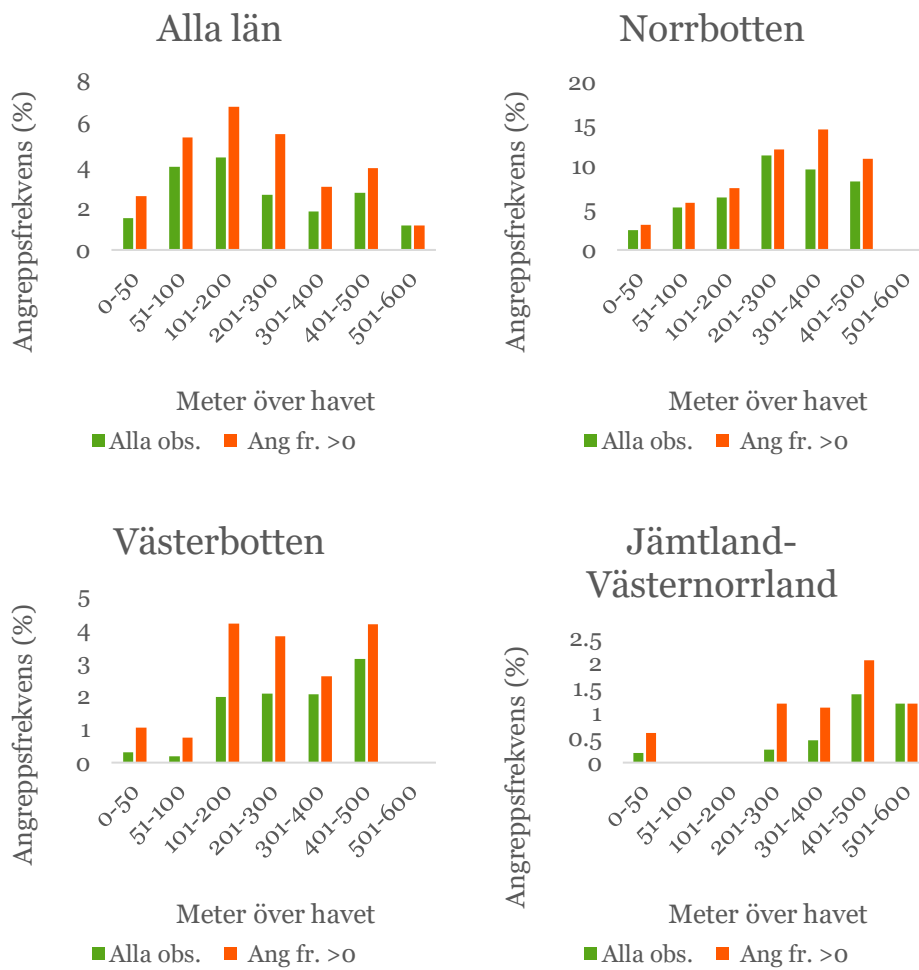 Alla län
Angreppsfrekvens (%)
8
6
4
2
0
0-50
51-100
101-200
201-300
301-400
401-500
501-600
Meter över havet
Alla obs.
Ang fr. >0
Norrbotten
Angreppsfrekvens (%)
20
15
10
5
0
0-50
51-100
101-200
201-300
301-400
401-500
501-600
Meter över havet
Alla obs.
Ang fr. >0
Västerbotten
Angreppsfrekvens (%)
5
4
3
2
1
0
0-50
51-100
101-200
201-300
301-400
401-500
501-600
Meter över havet
Alla obs.
Ang fr. >0
Jämtland-
Västernorrland
Angreppsfrekvens (%)
2.5
2
1.5
1
0.5
0
0-50
51-100
101-200
201-300
301-400
401-500
501-600
Meter över havet
Alla obs.
Ang fr. >0